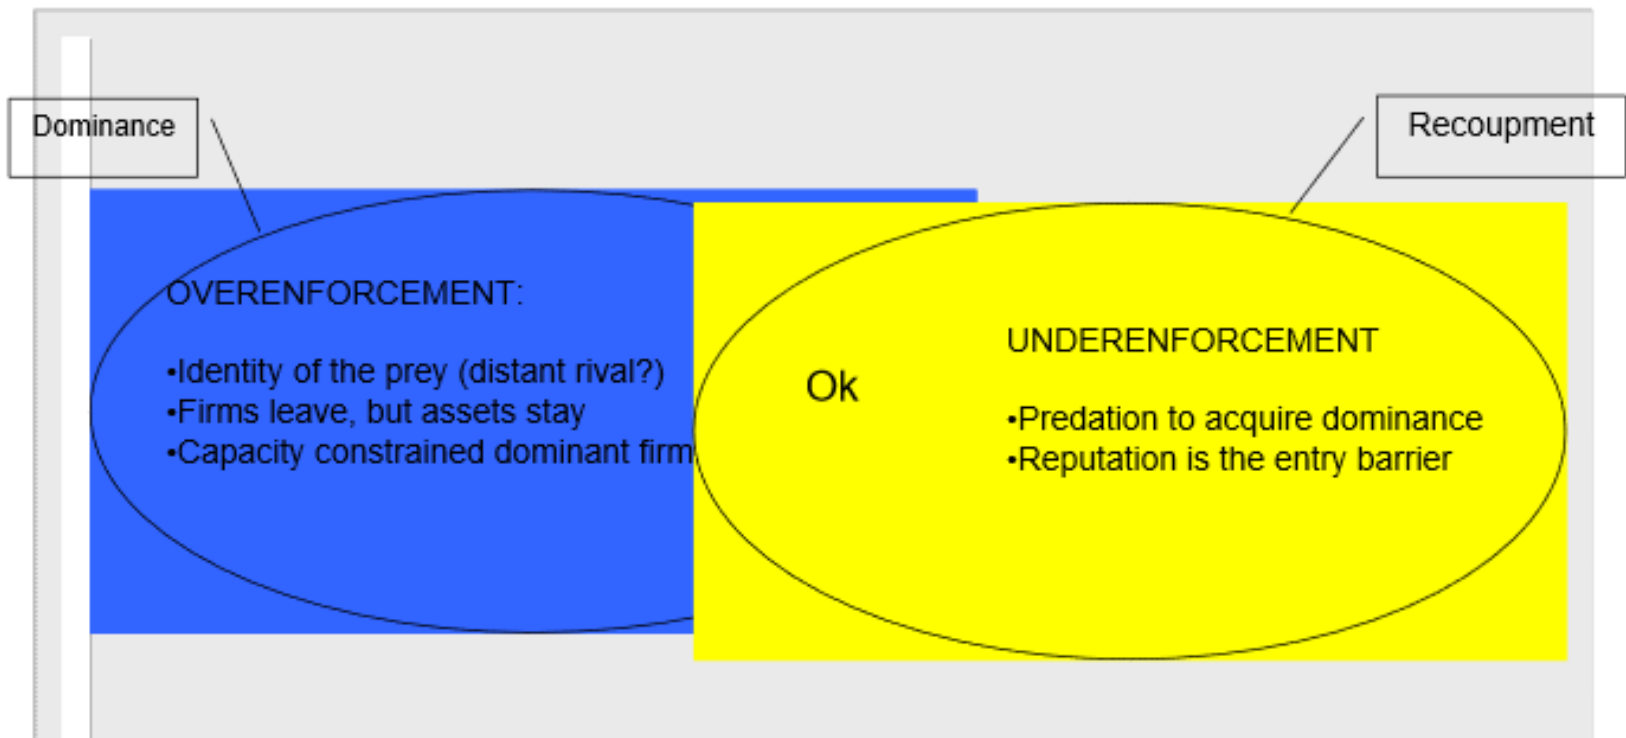 Dominance
Recoupment
OVERENFORCEMENT:
•Identity of the prey (distant rival?)
•Firms leave, but assets stay
•Capacity constrained dominant firm
Ok
UNDERENFORCEMENT
•Predation to acquire dominance
•Reputation is the entry barrier